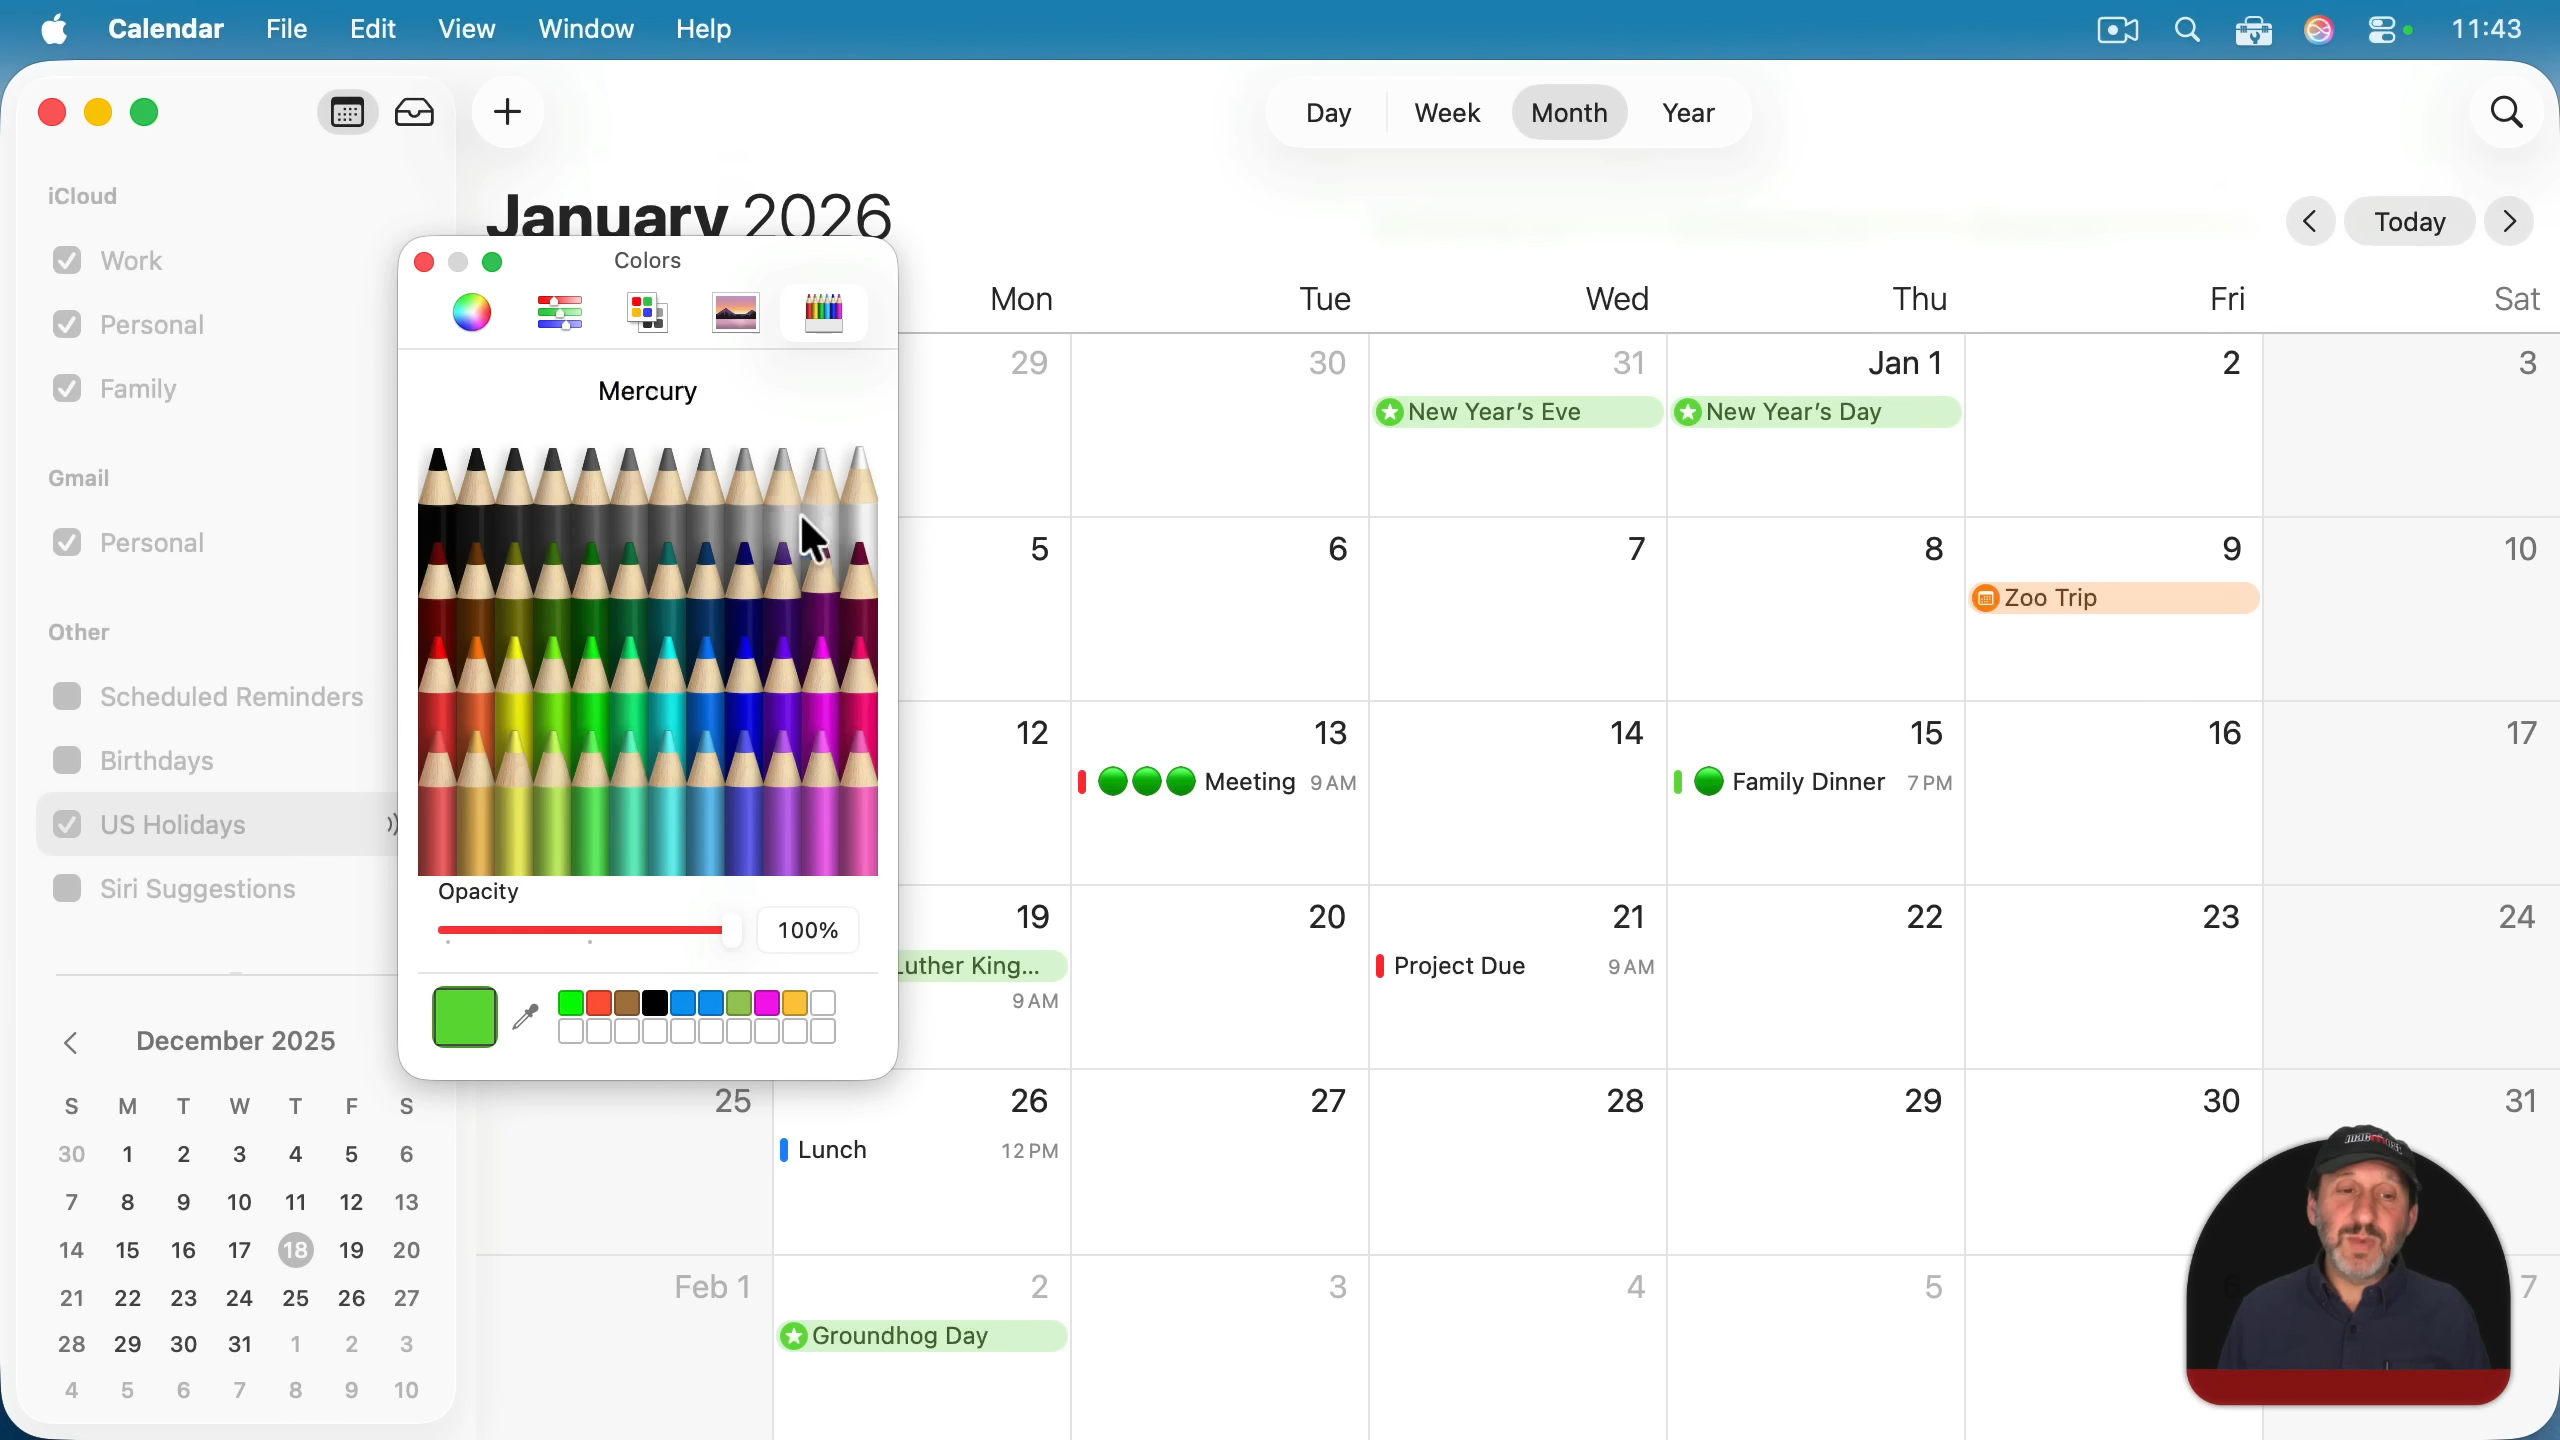 Calendar File Edit View Window Help 11:43
Day Week Month Year
iCloud
Work
Personal
Family
Gmail
Personal
Other
Scheduled Reminders
Birthdays
US Holidays
Siri Suggestions
December 2025
S M T W T F S
30 1 2 3 4 5 6
7 8 9 10 11 12 13
14 15 16 17 18 19 20
21 22 23 24 25 26 27
28 29 30 31 1 2 3
4 5 6 7 8 9 10
January 2026
Today
Colors
Mercury
Opacity
100%
Mon Tue Wed Thu Fri Sat
29 30 31 Jan 1 2 3
New Year's Eve New Year's Day
5 6 7 8 9 10
Zoo Trip
12 13 14 15 16 17
Meeting 9 AM Family Dinner 7 PM
19 20 21 22 23 24
Luther King... Project Due 9 AM
9 AM
25 26 27 28 29 30 31
Lunch 12 PM
Feb 1 2 3 4 5 7
Groundhog Day